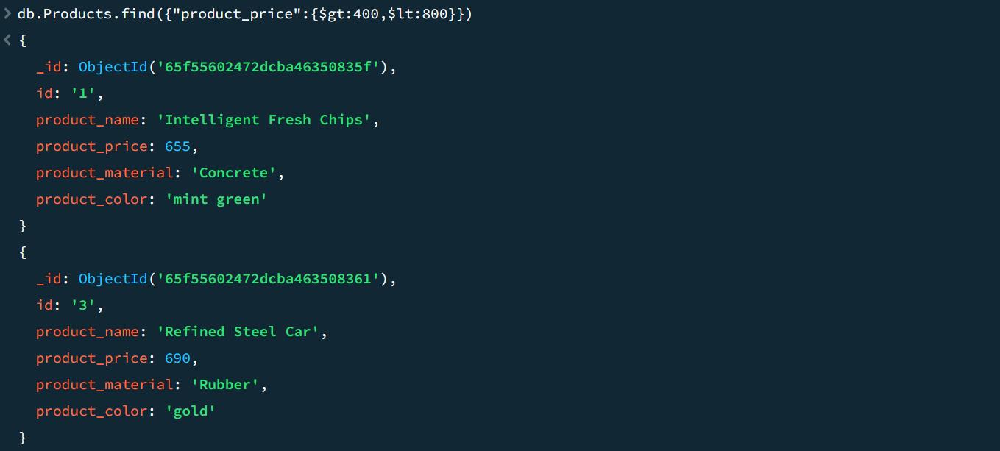 db.Products.find({"product_price":{$gt:400,$lt:800}})
{
_id: ObjectId('65f55602472dcba46350835f'),
id: '1',
product_name: 'Intelligent Fresh Chips',
product_price: 655,
product_material: 'Concrete',
product_color: 'mint green'
}
{
_id: ObjectId('65f55602472dcba463508361'),
id: '3',
product_name: 'Refined Steel Car',
product_price: 690,
product_material: 'Rubber',
product_color: 'gold'
}